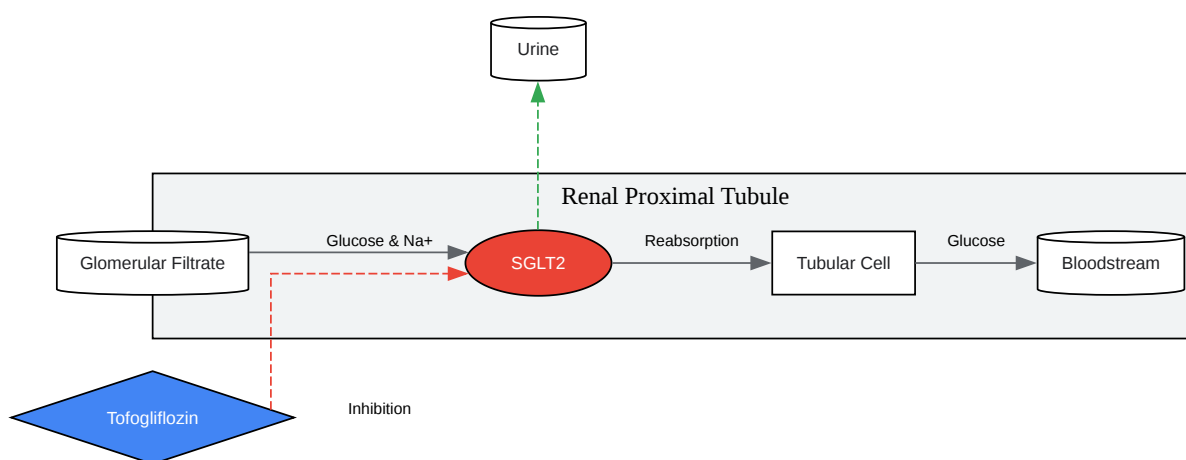 Urine
Renal Proximal Tubule
Glomerular Filtrate
Glucose & Na+
SGLT2
Reabsorption
Tubular Cell
Glucose
Bloodstream
Tofogliflozin
Inhibition